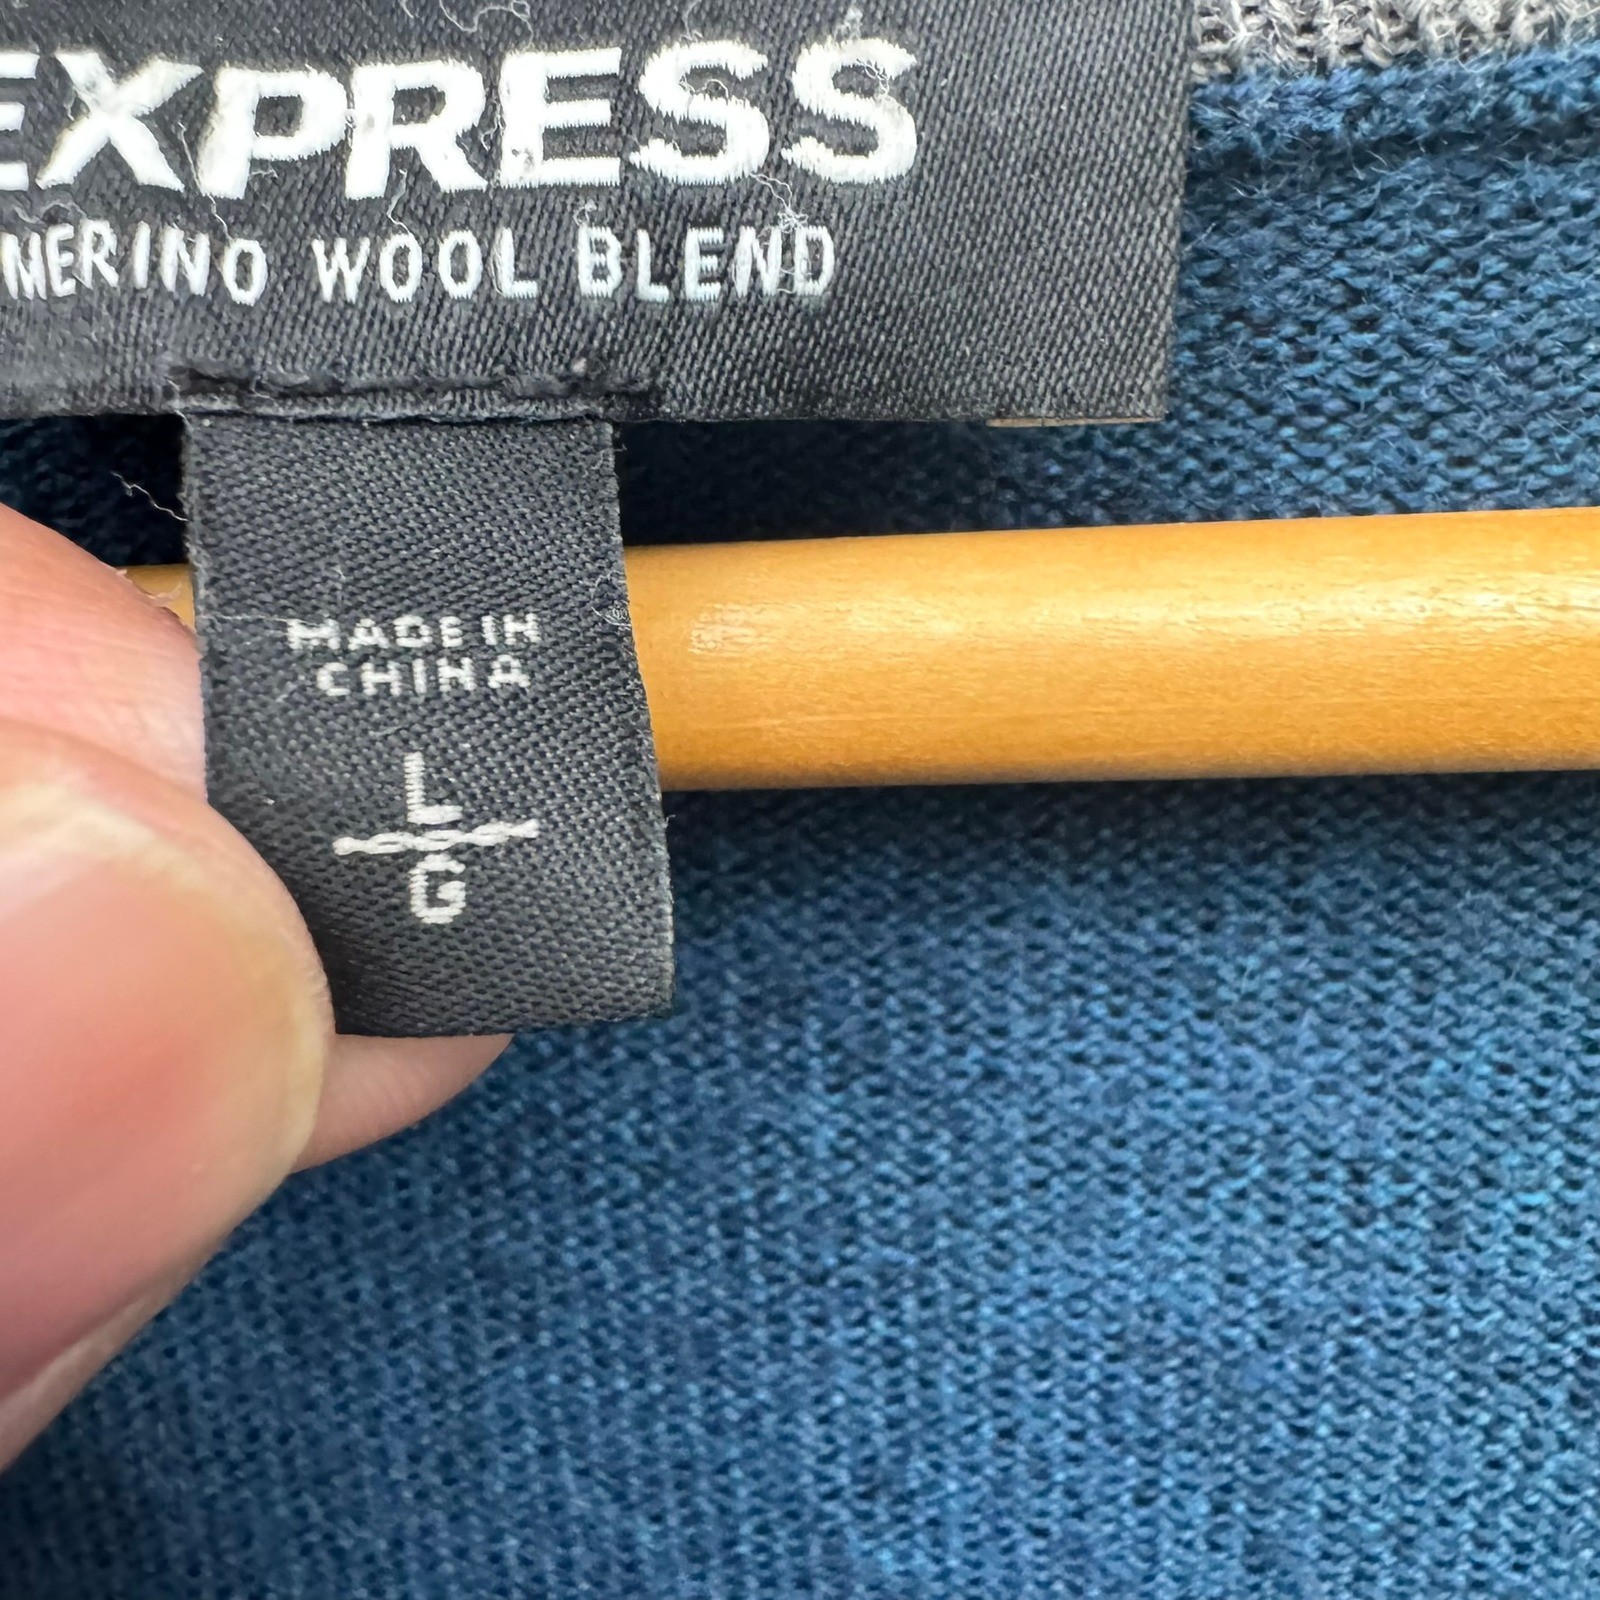 EXPRESS
MERINO WOOL BLEND
MADE IN
CHINA
L
G